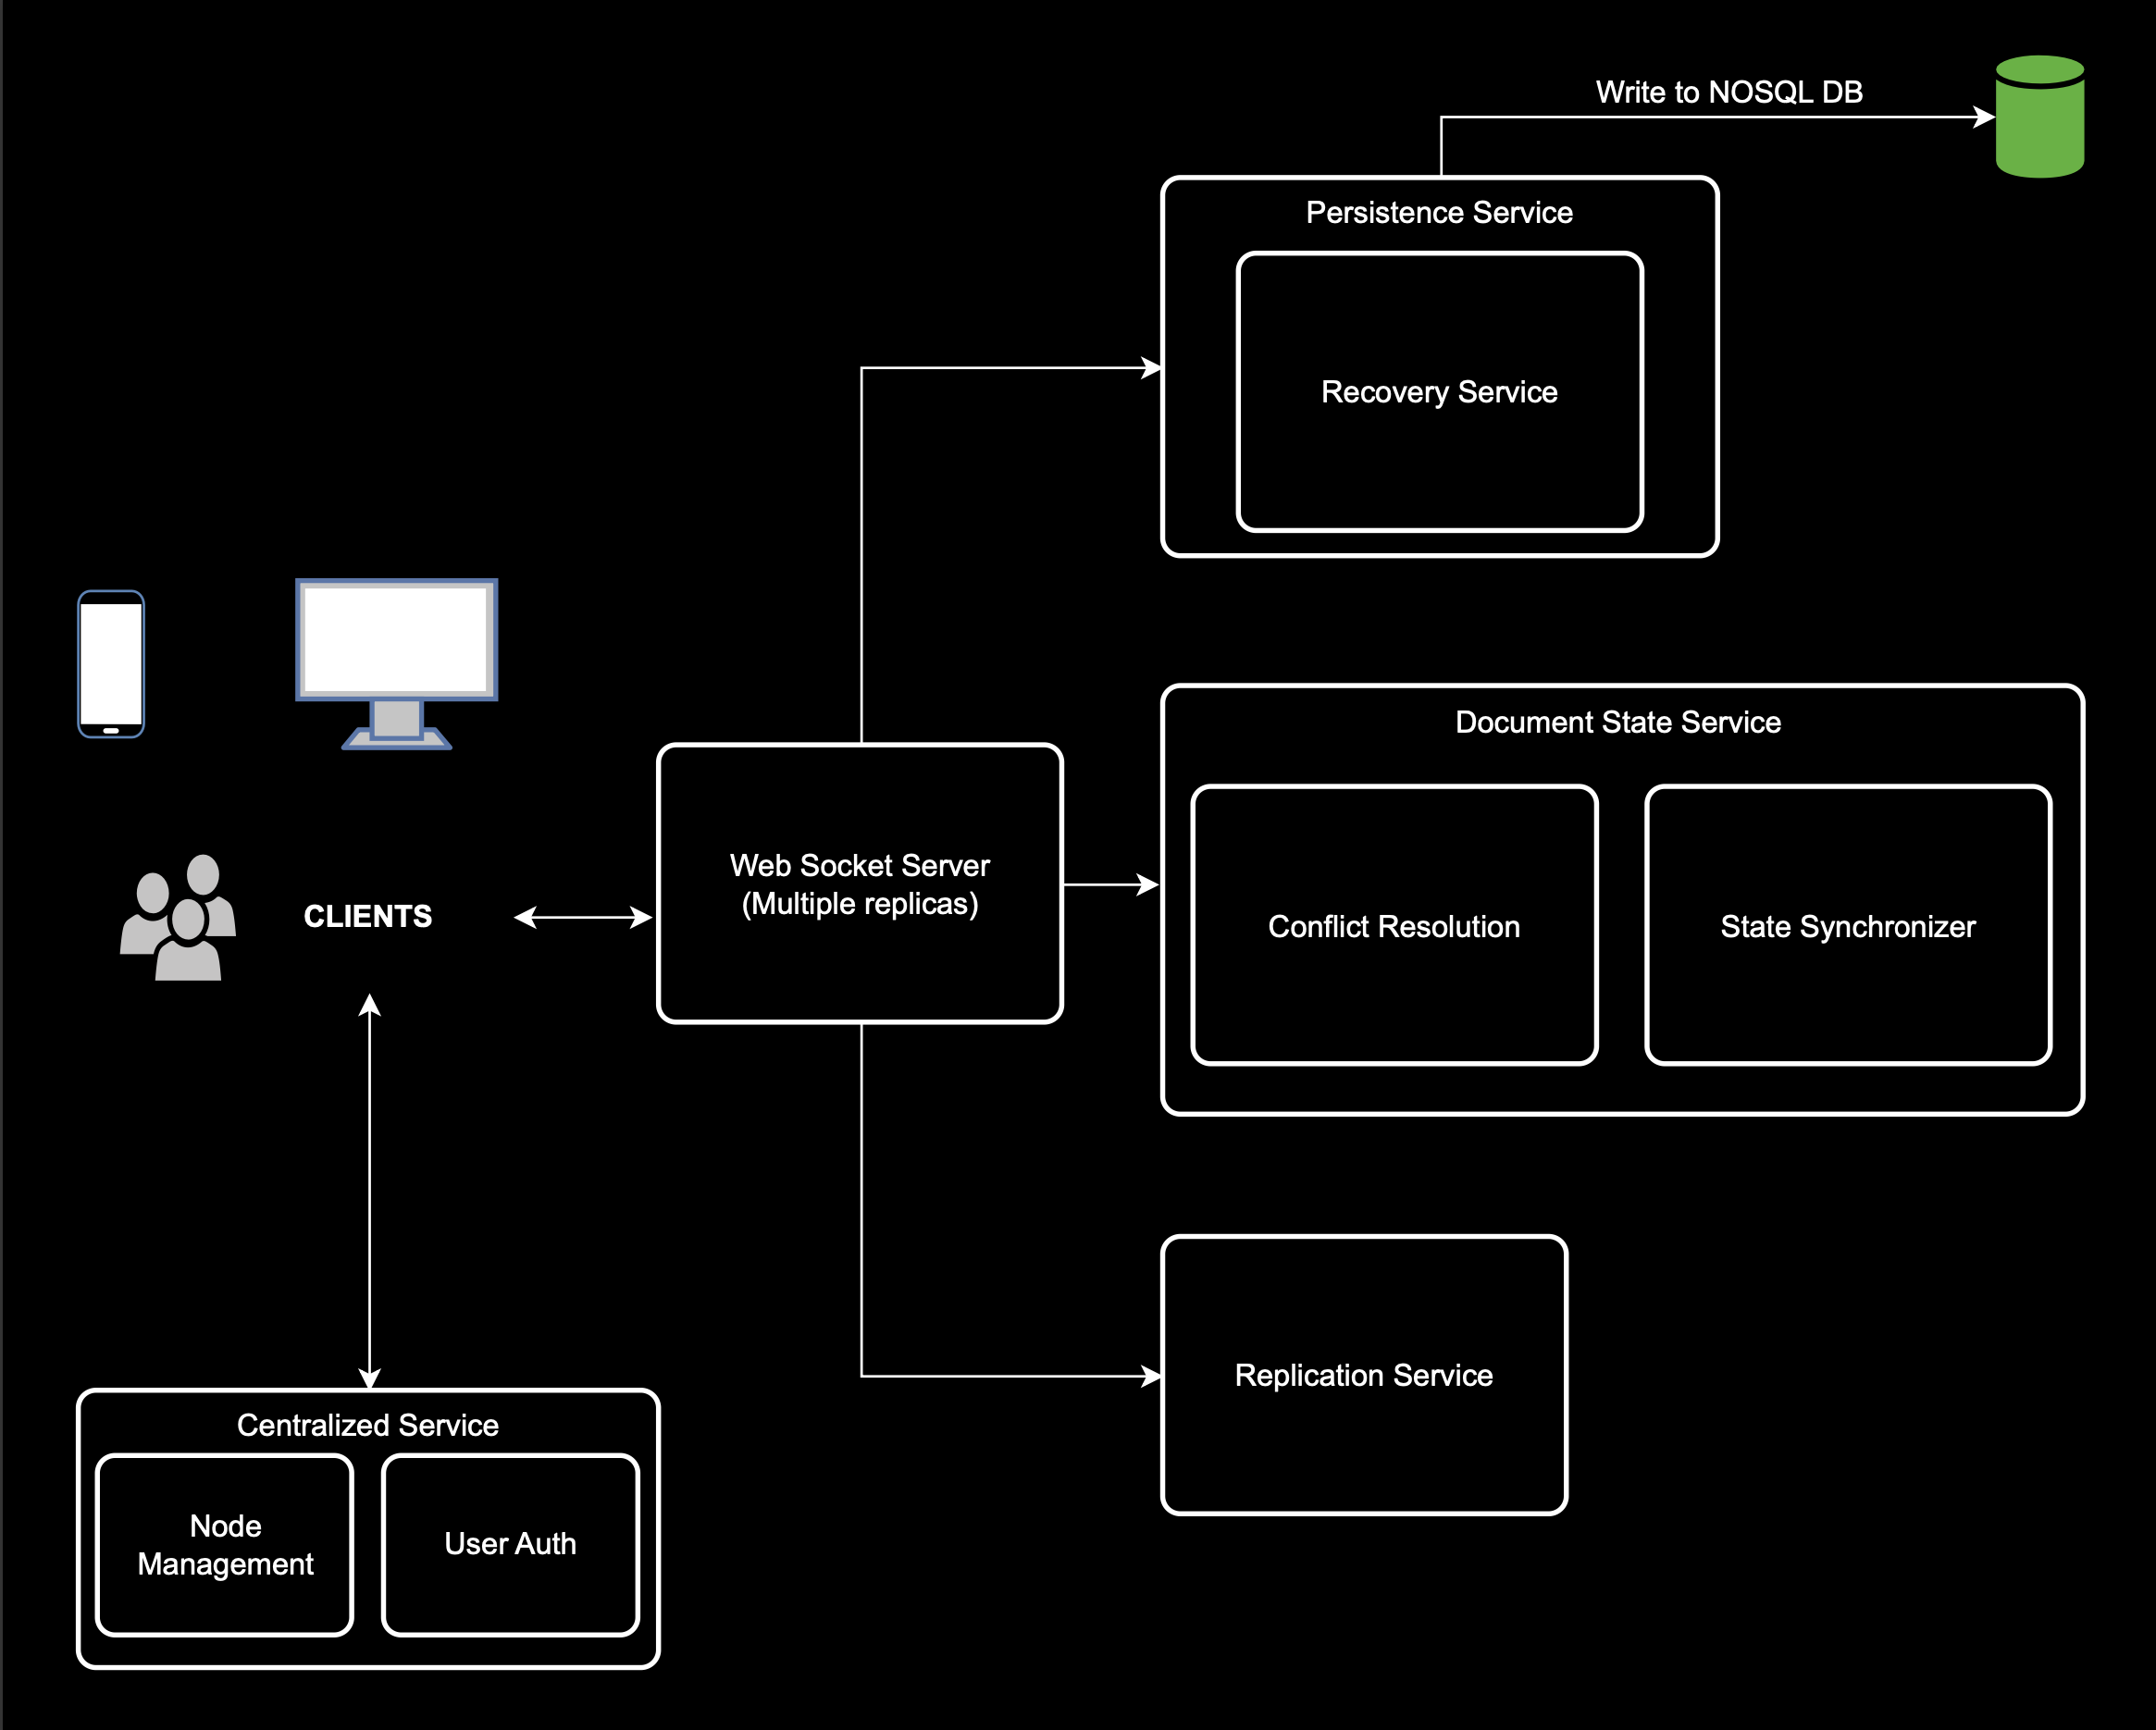 Write to NOSQL DB
Persistence Service
Recovery Service
Document State Service
Web Socket Server
(Multiple replicas)
Conflict Resolution
State Synchronizer
CLIENTS
Replication Service
Centralized Service
Node
Management
User Auth